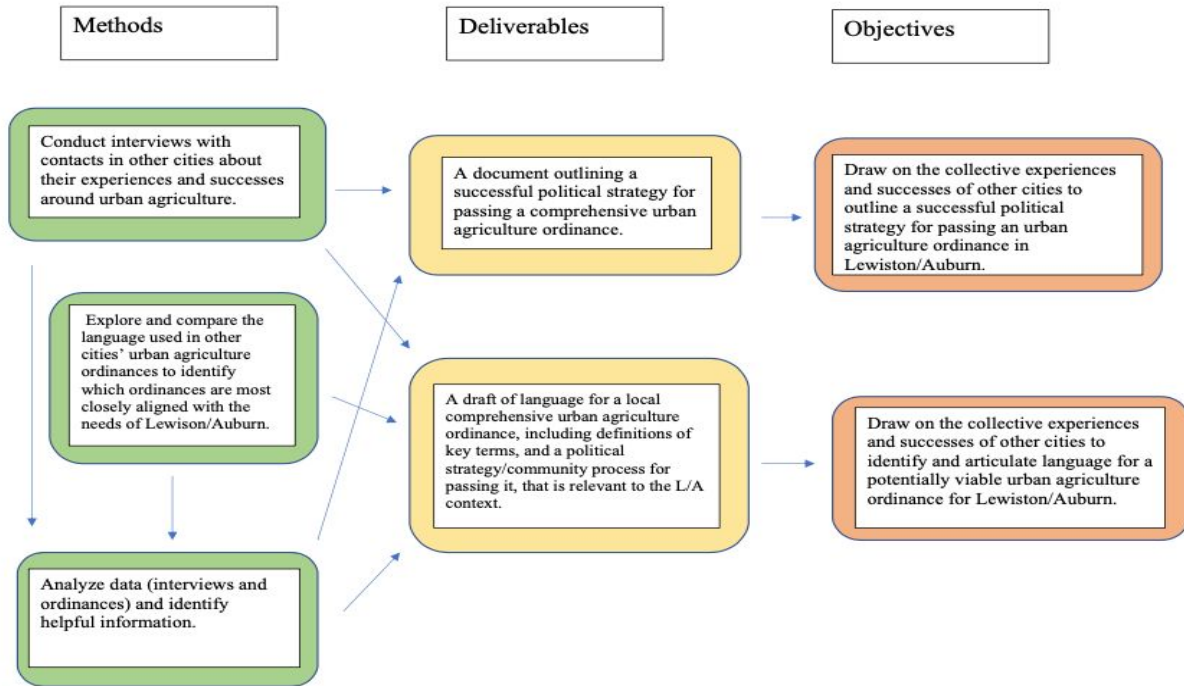 Methods
Deliverables
Objectives
Conduct interviews with
contacts in other cities about
their experiences and successes
around urban agriculture.
A document outlining a
successful political strategy for
passing a comprehensive urban
agriculture ordinance.
Draw on the collective experiences
and successes of other cities to
outline a successful political
strategy for passing an urban
agriculture ordinance in
Lewiston/Auburn.
Explore and compare the
language used in other
cities’ urban agriculture
ordinances to identify
which ordinances are most
closely aligned with the
needs of Lewison/Auburn.
A draft of language for a local
comprehensive urban agriculture
ordinance, including definitions of
key terms, and a political
strategy/community process for
passing it, that is relevant to the L/A
context.
Draw on the collective experiences
and successes of other cities to
identify and articulate language for a
potentially viable urban agriculture
ordinance for Lewiston/Auburn.
Analyze data (interviews and
ordinances) and identify
helpful information.